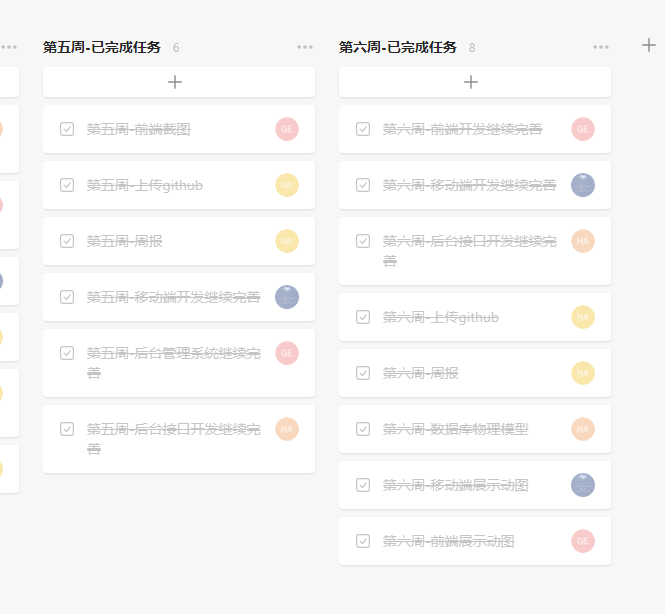 第五周-已完成任务 6
第五周-前端截图 GE
第五周-上传github NA
第五周-周报 NA
第五周-移动端开发继续完善
第五周-后台管理系统继续完 GE
善
第五周-后台接口开发继续完 HA
善
第六周-已完成任务 8
第六周-前端开发继续完善 GE
第六周-移动端开发继续完善
第六周-后台接口开发继续完 HA
善
第六周-上传github NA
第六周-周报 NA
第六周-数据库物理模型 HA
第六周-移动端展示动图
第六周-前端展示动图 GE